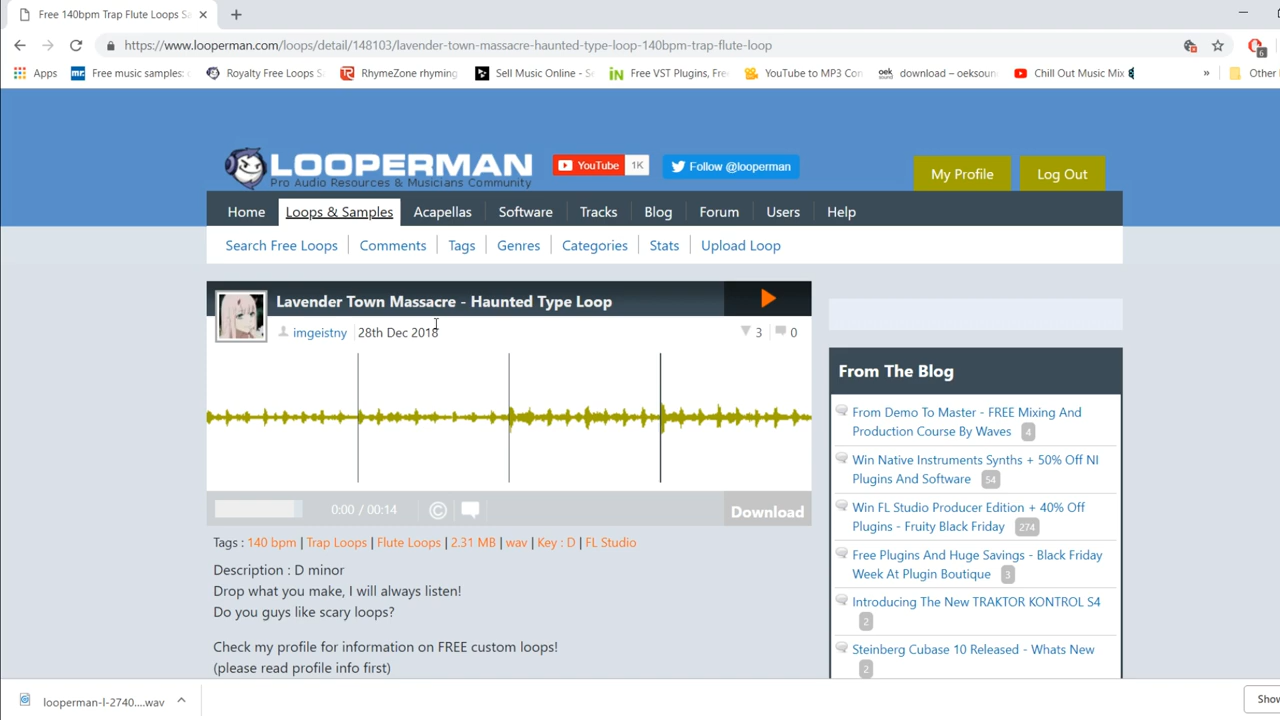 Free 140bpm Trap Flute Loops Sa
https://www.looperman.com/loops/detail/148103/lavender-town-massacre-haunted-type-loop-140bpm-trap-flute-loop
6
Apps
mr.
Free music samples:
Royalty Free Loops S
RhymeZone rhyming
Sell Music Online - S
Free VST Plugins, Fre
YouTube to MP3 Con
oek
download – oeksoun
Chill Out Music Mix
»
Other
LOOPERMAN
Pro Audio Resources & Musicians Community
YouTube 1K
Follow @looperman
My Profile
Log Out
Home
Loops & Samples
Acapellas
Software
Tracks
Blog
Forum
Users
Help
Search Free Loops
Comments
Tags
Genres
Categories
Stats
Upload Loop
Lavender Town Massacre - Haunted Type Loop
imgeistny
28th Dec 2018
3
0
0:00 / 00:14
©
Download
Tags : 140 bpm | Trap Loops | Flute Loops | 2.31 MB | wav | Key : D | FL Studio
Description : D minor
Drop what you make, I will always listen!
Do you guys like scary loops?
Check my profile for information on FREE custom loops!
(please read profile info first)
From The Blog
From Demo To Master - FREE Mixing And
Production Course By Waves 4
Win Native Instruments Synths + 50% Off NI
Plugins And Software 54
Win FL Studio Producer Edition + 40% Off
Plugins - Fruity Black Friday 274
Free Plugins And Huge Savings - Black Friday
Week At Plugin Boutique 3
Introducing The New TRAKTOR KONTROL S4
2
Steinberg Cubase 10 Released - Whats New
2
looperman-l-2740....wav
Show